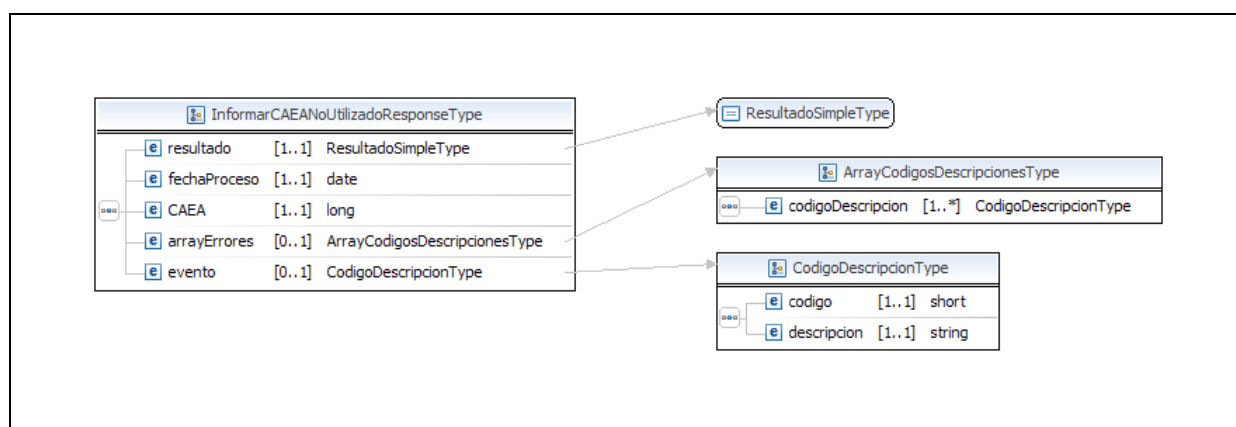 InformarCAEANoUtilizadoResponseType
resultado [1..1] ResultadoSimpleType
fechaProceso [1..1] date
CAEA [1..1] long
arrayErrores [0..1] ArrayCodigosDescripcionesType
evento [0..1] CodigoDescripcionType
ResultadoSimpleType
ArrayCodigosDescripcionesType
codigoDescripcion [1..*] CodigoDescripcionType
CodigoDescripcionType
codigo [1..1] short
descripcion [1..1] string